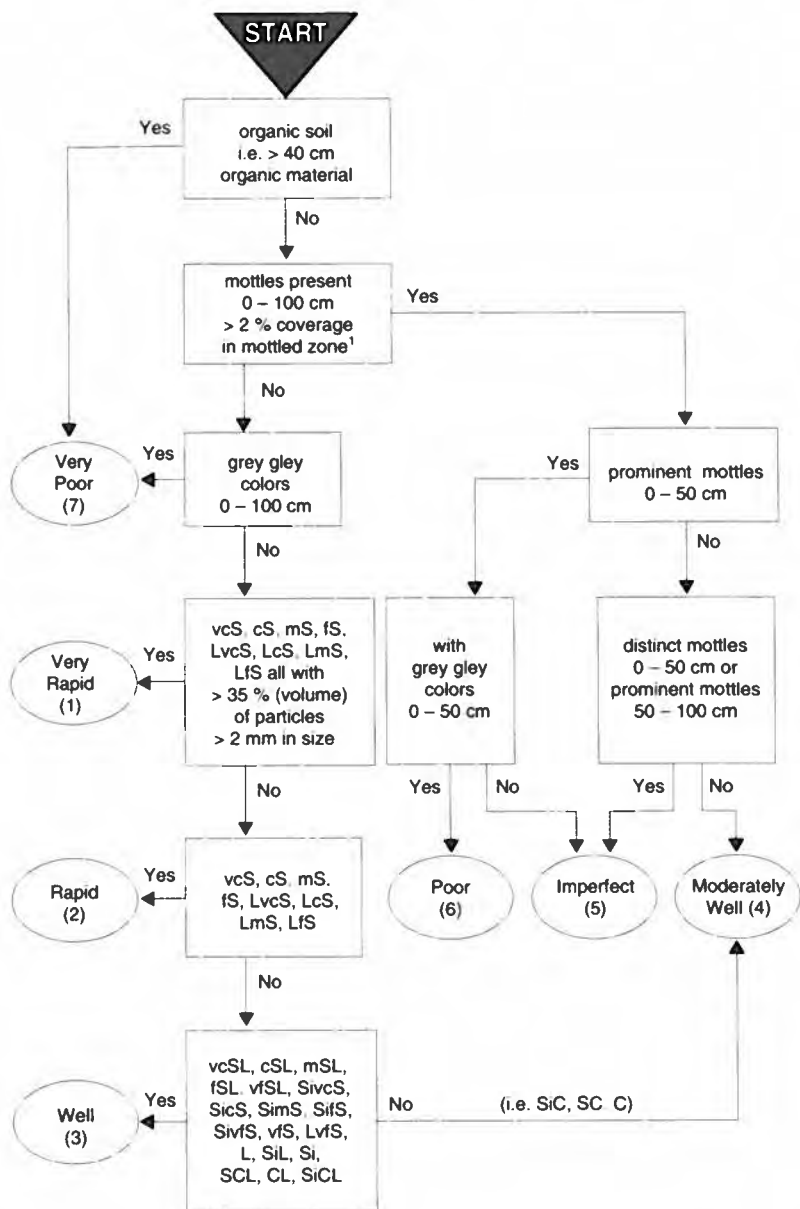 START
Yes
organic soil
i.e. > 40 cm
organic material
No
mottles present
0 – 100 cm
> 2 % coverage
in mottled zone¹
Yes
No
Very
Poor
(7)
Yes
grey gley
colors
0 – 100 cm
Yes
prominent mottles
0 – 50 cm
No
No
Very
Rapid
(1)
Yes
vcS, cS, mS, fS,
LvcS, LcS, LmS,
LfS all with
> 35 % (volume)
of particles
> 2 mm in size
with
grey gley
colors
0 – 50 cm
distinct mottles
0 – 50 cm or
prominent mottles
50 – 100 cm
No
Yes
No
Yes
No
Rapid
(2)
Yes
vcS, cS, mS.
fS, LvcS, LcS,
LmS, LfS
Poor
(6)
Imperfect
(5)
Moderately
Well (4)
No
Well
(3)
Yes
vcSL, cSL, mSL,
fSL, vfSL, SivcS,
SicS, SimS, SifS,
SivfS, vfS, LvfS,
L, SiL, Si,
SCL, CL, SiCL
No
(i.e. SiC, SC C)